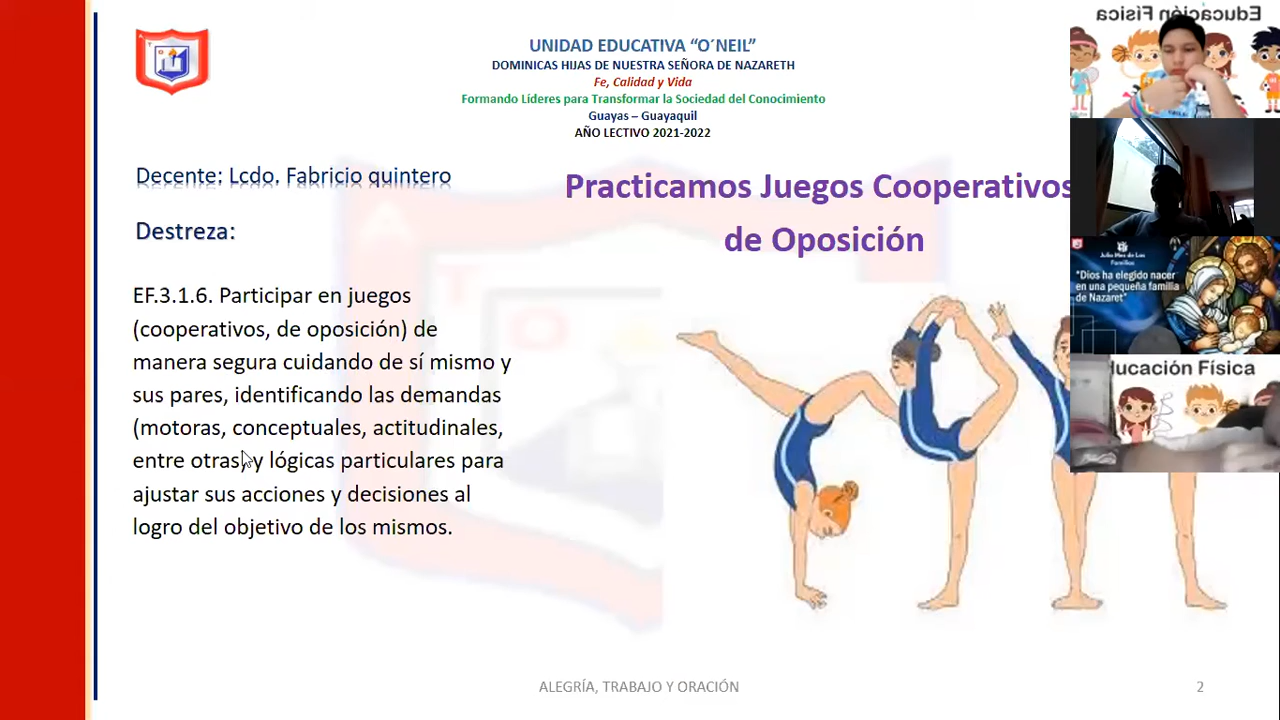 UNIDAD EDUCATIVA “O´NEIL”
DOMINICAS HIJAS DE NUESTRA SEÑORA DE NAZARETH
Fe, Calidad y Vida
Formando Líderes para Transformar la Sociedad del Conocimiento
Guayas – Guayaquil
AÑO LECTIVO 2021-2022
Decente: Lcdo. Fabricio quintero
Destreza:
EF.3.1.6. Participar en juegos
(cooperativos, de oposición) de
manera segura cuidando de sí mismo y
sus pares, identificando las demandas
(motoras, conceptuales, actitudinales,
entre otras y lógicas particulares para
ajustar sus acciones y decisiones al
logro del objetivo de los mismos.
Practicamos Juegos Cooperativos
de Oposición
Educación Física
Julio Mes de Las
Familias
"Dios ha elegido nacer
en una pequeña familia
de Nazaret"
ducación Física
ALEGRÍA, TRABAJO Y ORACIÓN
2